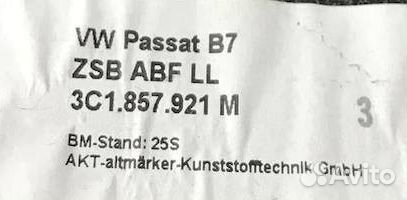 VW Passat B7
ZSB ABF LL
3C1.857.921 M
3
BM-Stand: 25S
AKT-altmärker-Kunststofftechnik GmbH
Avito